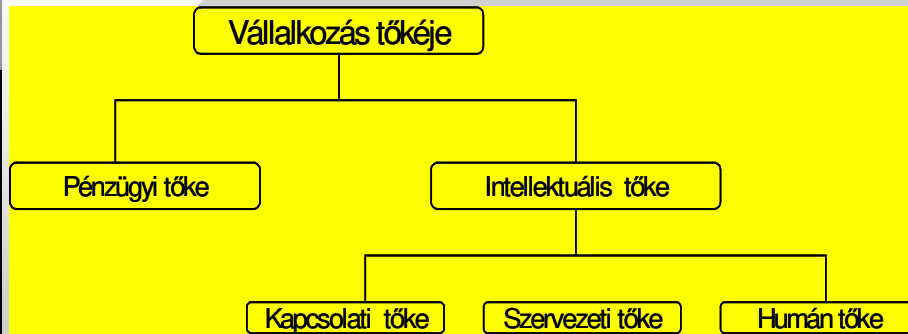 Vállalkozás tőkéje
Pénzügyi tőke
Intellektuális tőke
Kapcsolati tőke
Szervezeti tőke
Humán tőke